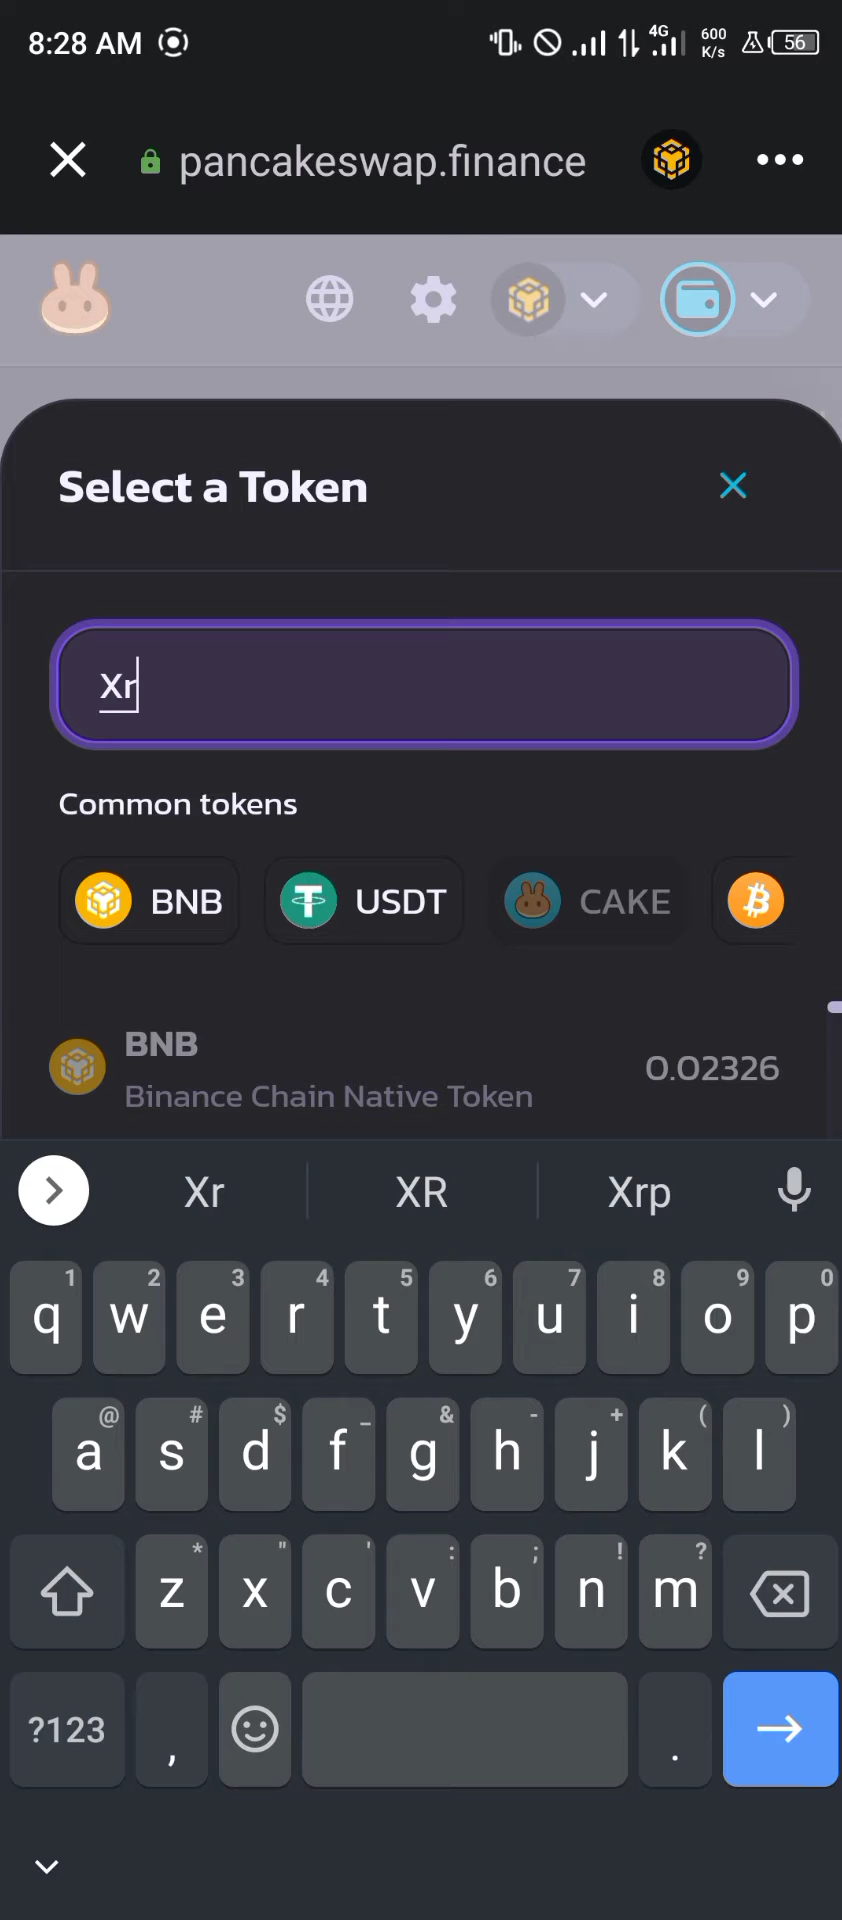 8:28 AM 4G 600 K/s 56
pancakeswap.finance
Select a Token
Xr
Common tokens
BNB USDT CAKE
BNB
Binance Chain Native Token
0.02326
Xr XR Xrp
1 2 3 4 5 6 7 8 9 0
q w e r t y u i o p
@ # $ _ & - + ( )
a s d f g h j k l
* " ' : ; ! ?
z x c v b n m
?123 , .